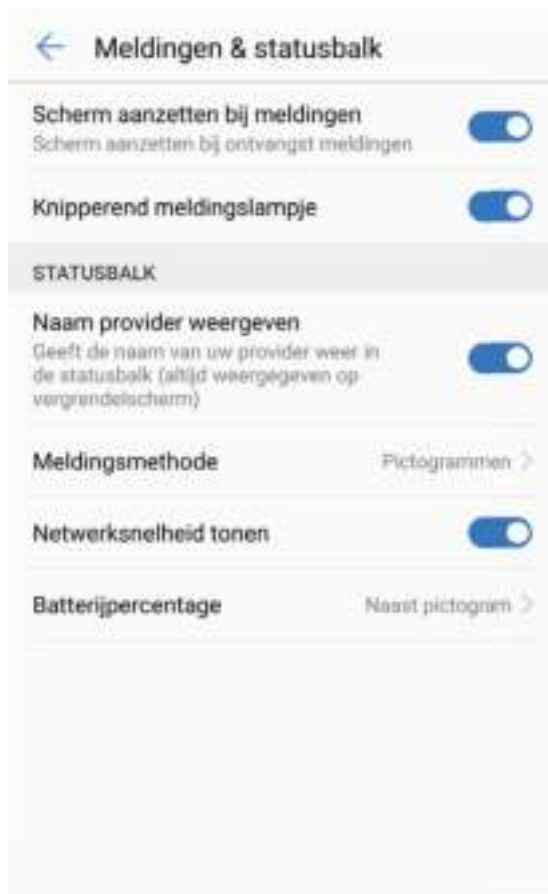 Meldingen & statusbalk
Scherm aanzetten bij meldingen
Scherm aanzetten bij ontvangst meldingen
Knipperend meldingslampje
STATUSBALK
Naam provider weergeven
Geeft de naam van uw provider weer in
de statusbalk (altijd weergegeven op
vergrendelscherm)
Meldingsmethode Pictogrammen
Netwerksnelheid tonen
Batterijpercentage Naast pictogram